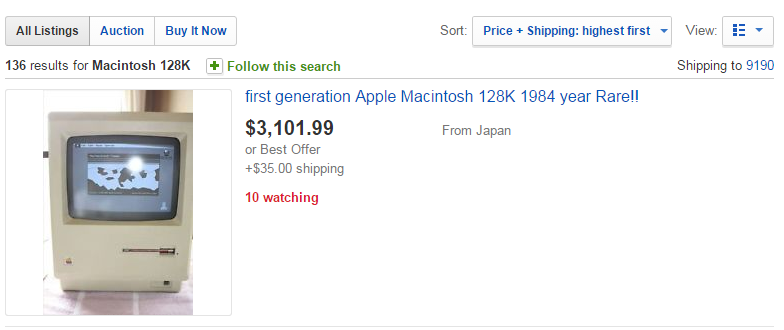 All Listings Auction Buy It Now Sort: Price + Shipping: highest first View:
136 results for Macintosh 128K Follow this search Shipping to 9190
first generation Apple Macintosh 128K 1984 year Rare!!
$3,101.99 From Japan
or Best Offer
+$35.00 shipping
10 watching